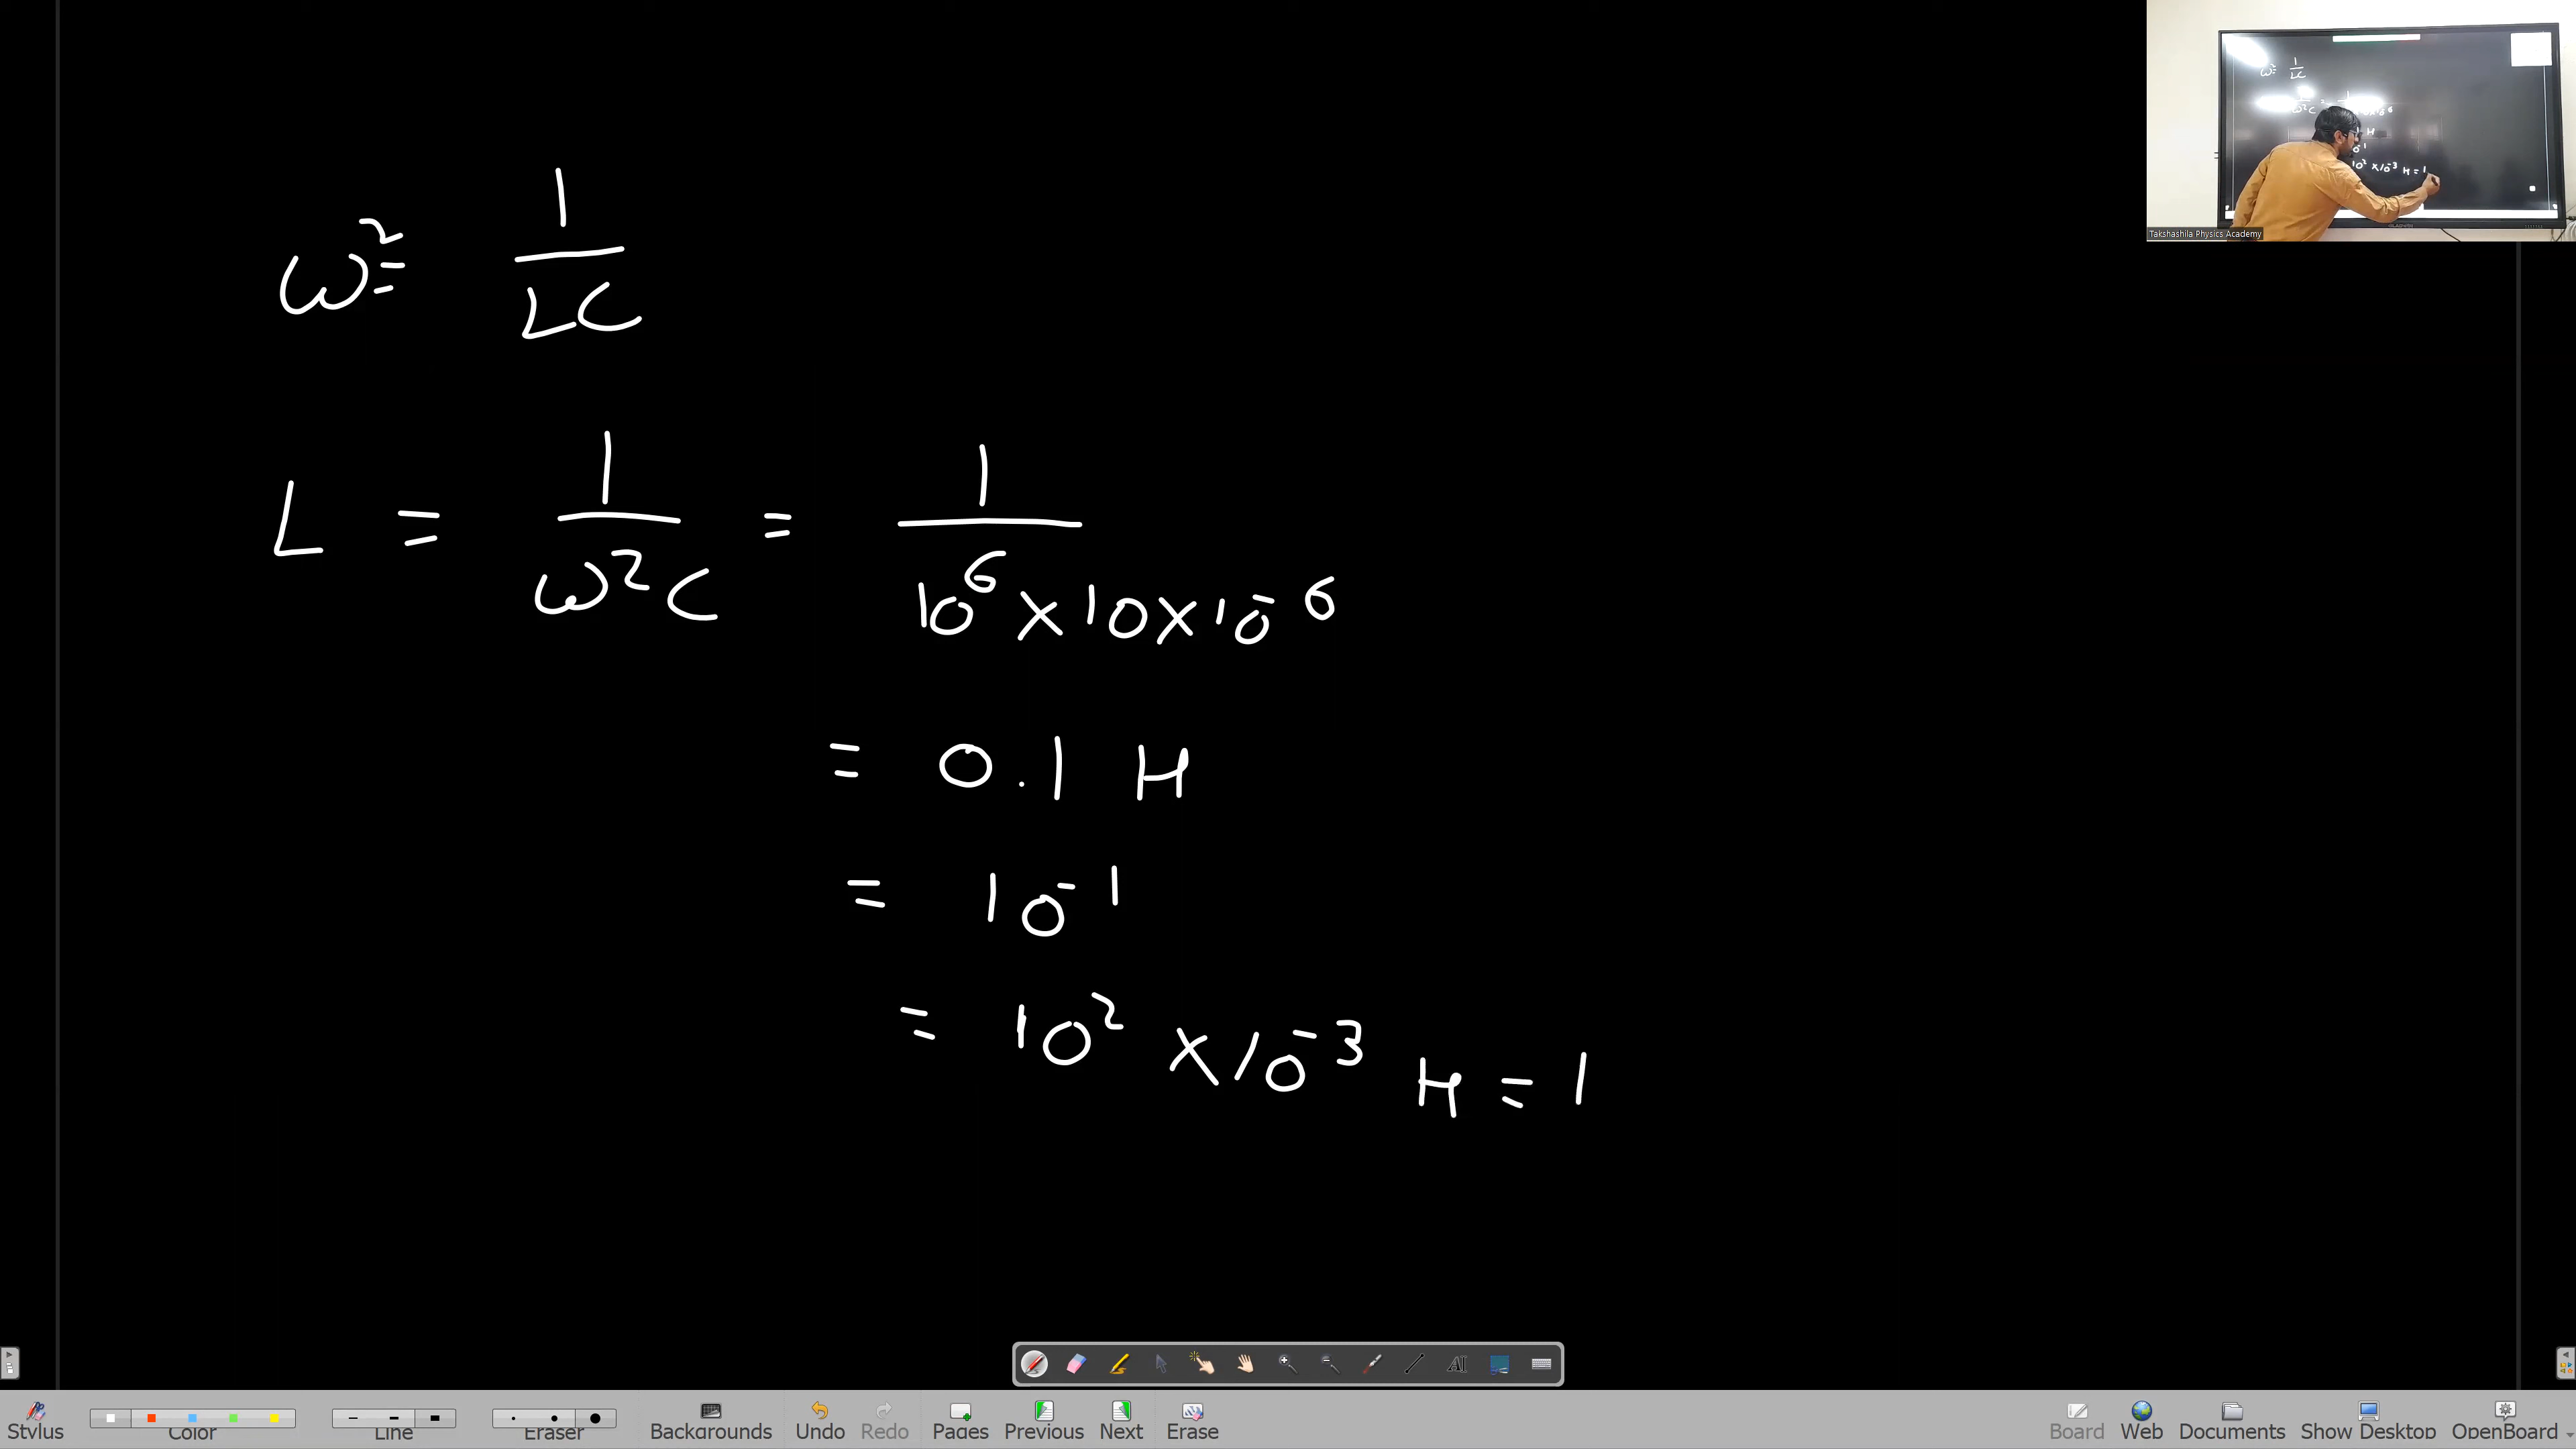 ω² = 1/LC
L = 1/ω²C = 1/10⁶ × 10 × 10⁻⁶
= 0.1 H
= 10⁻¹
= 10² × 10⁻³ H = 1
Takshashila Physics Academy
Stylus Color Line Eraser Backgrounds Undo Redo Pages Previous Next Erase Board Web Documents Show Desktop OpenBoard